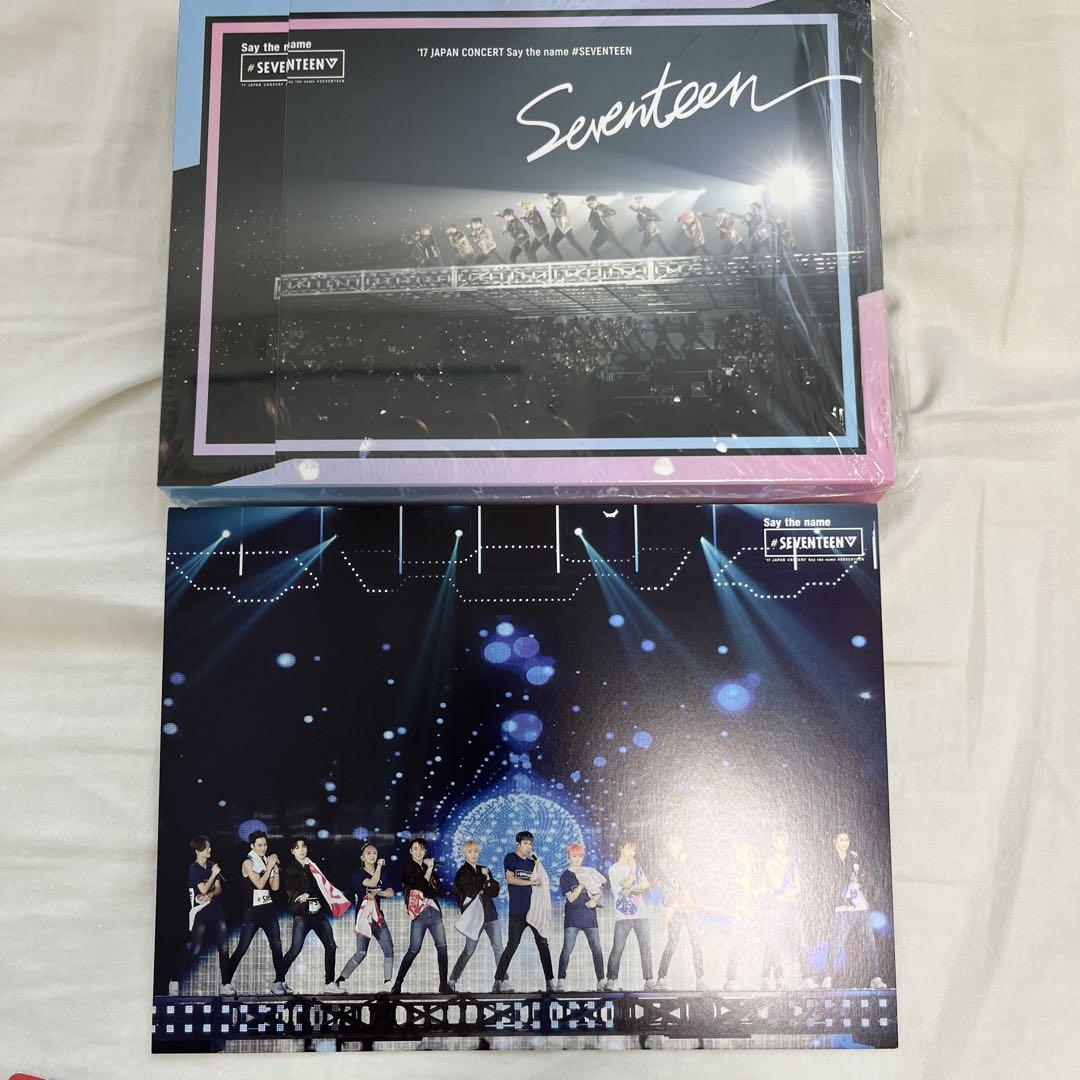 Say the name
# SEVENTEEN
'17 JAPAN CONCERT Say the name #SEVENTEEN
'17 JAPAN CONCERT Say the name #SEVENTEEN
Seventeen
Say the name
# SEVENTEEN
'17 JAPAN CONCERT Say the name #SEVENTEEN